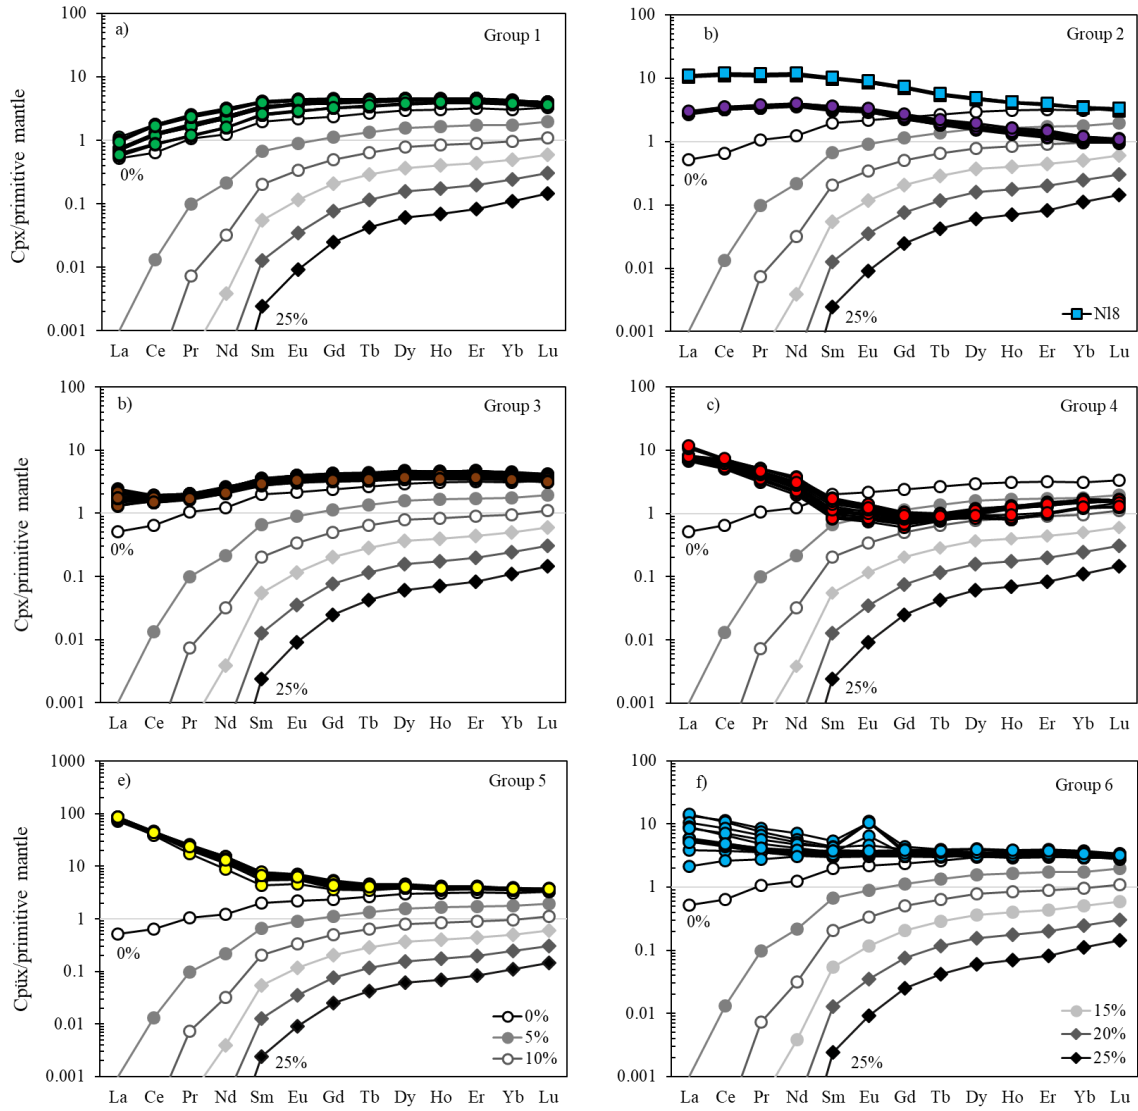 a)
Group 1
Cpx/primitive mantle
100
10
1
0.1
0.01
0.001
0%
25%
La Ce Pr Nd Sm Eu Gd Tb Dy Ho Er Yb Lu
b)
Group 2
100
10
1
0.1
0.01
0.001
0%
25%
Nl8
La Ce Pr Nd Sm Eu Gd Tb Dy Ho Er Yb Lu
b)
Group 3
Cpx/primitive mantle
100
10
1
0.1
0.01
0.001
0%
25%
La Ce Pr Nd Sm Eu Gd Tb Dy Ho Er Yb Lu
c)
Group 4
100
10
1
0.1
0.01
0.001
0%
25%
La Ce Pr Nd Sm Eu Gd Tb Dy Ho Er Yb Lu
e)
Group 5
Cpüx/primitive mantle
1000
100
10
1
0.1
0.01
0.001
0%
25%
0%
5%
10%
La Ce Pr Nd Sm Eu Gd Tb Dy Ho Er Yb Lu
f)
Group 6
100
10
1
0.1
0.01
0.001
0%
25%
15%
20%
25%
La Ce Pr Nd Sm Eu Gd Tb Dy Ho Er Yb Lu